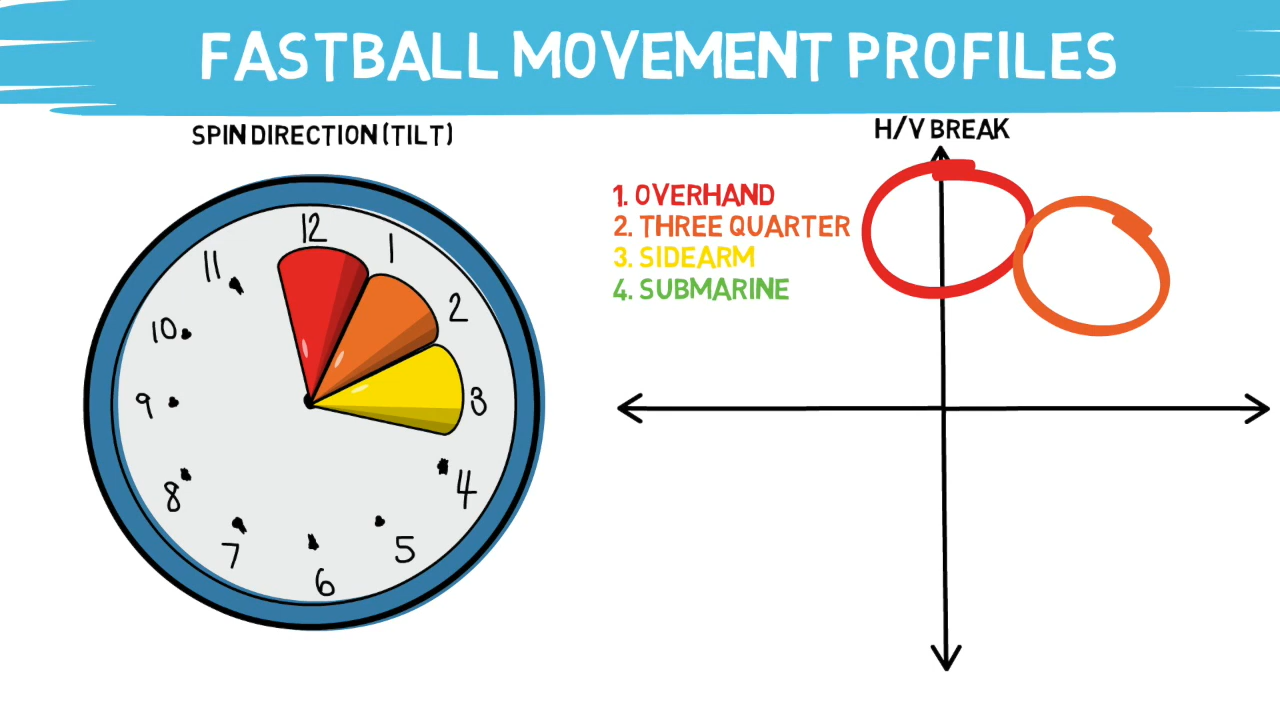 FASTBALL MOVEMENT PROFILES
SPIN DIRECTION (TILT)
12
1
2
3
4
5
6
7
8
9
10
11
H/V BREAK
1. OVERHAND
2. THREE QUARTER
3. SIDEARM
4. SUBMARINE